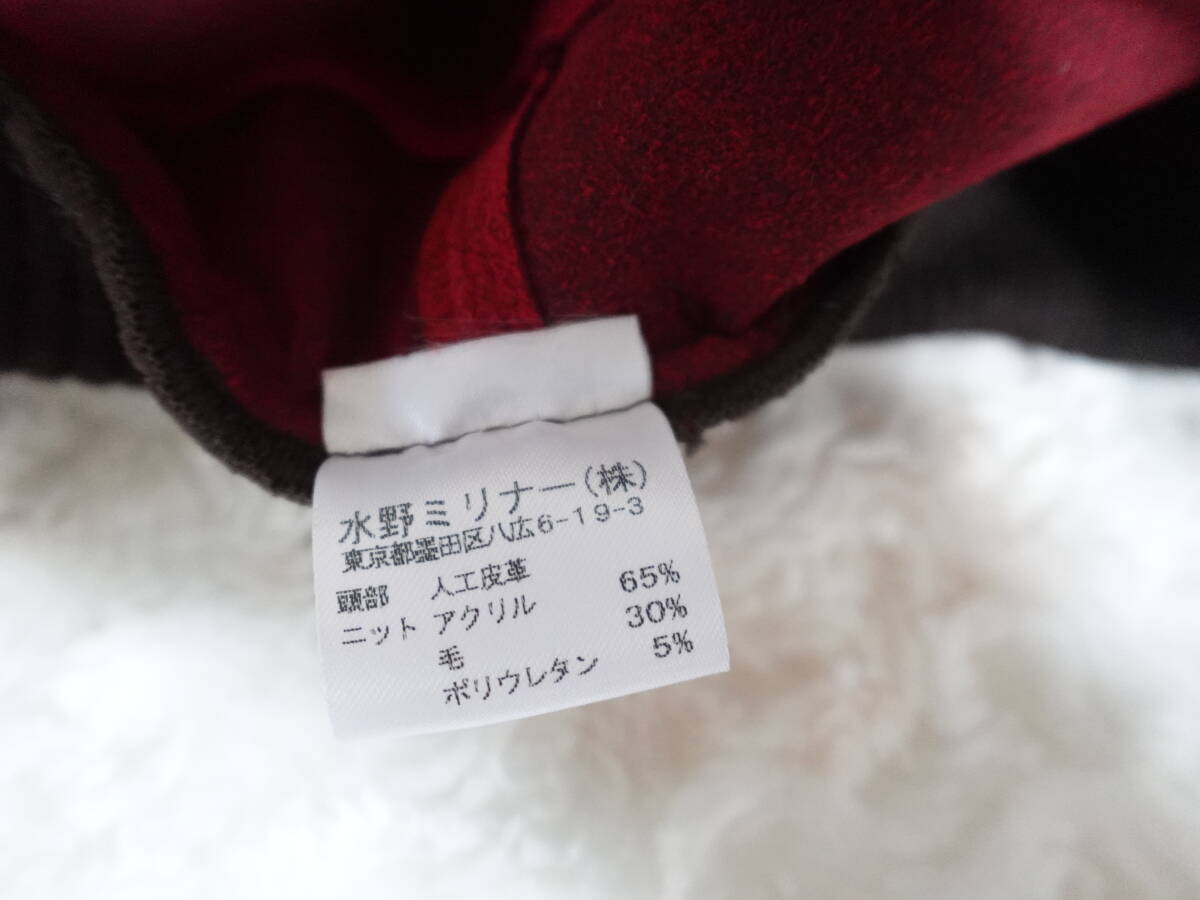 水野ミリナー(株)
東京都墨田区八広6-19-3
頭部 人工皮革
ニット アクリル 65%
毛 30%
ポリウレタン 5%